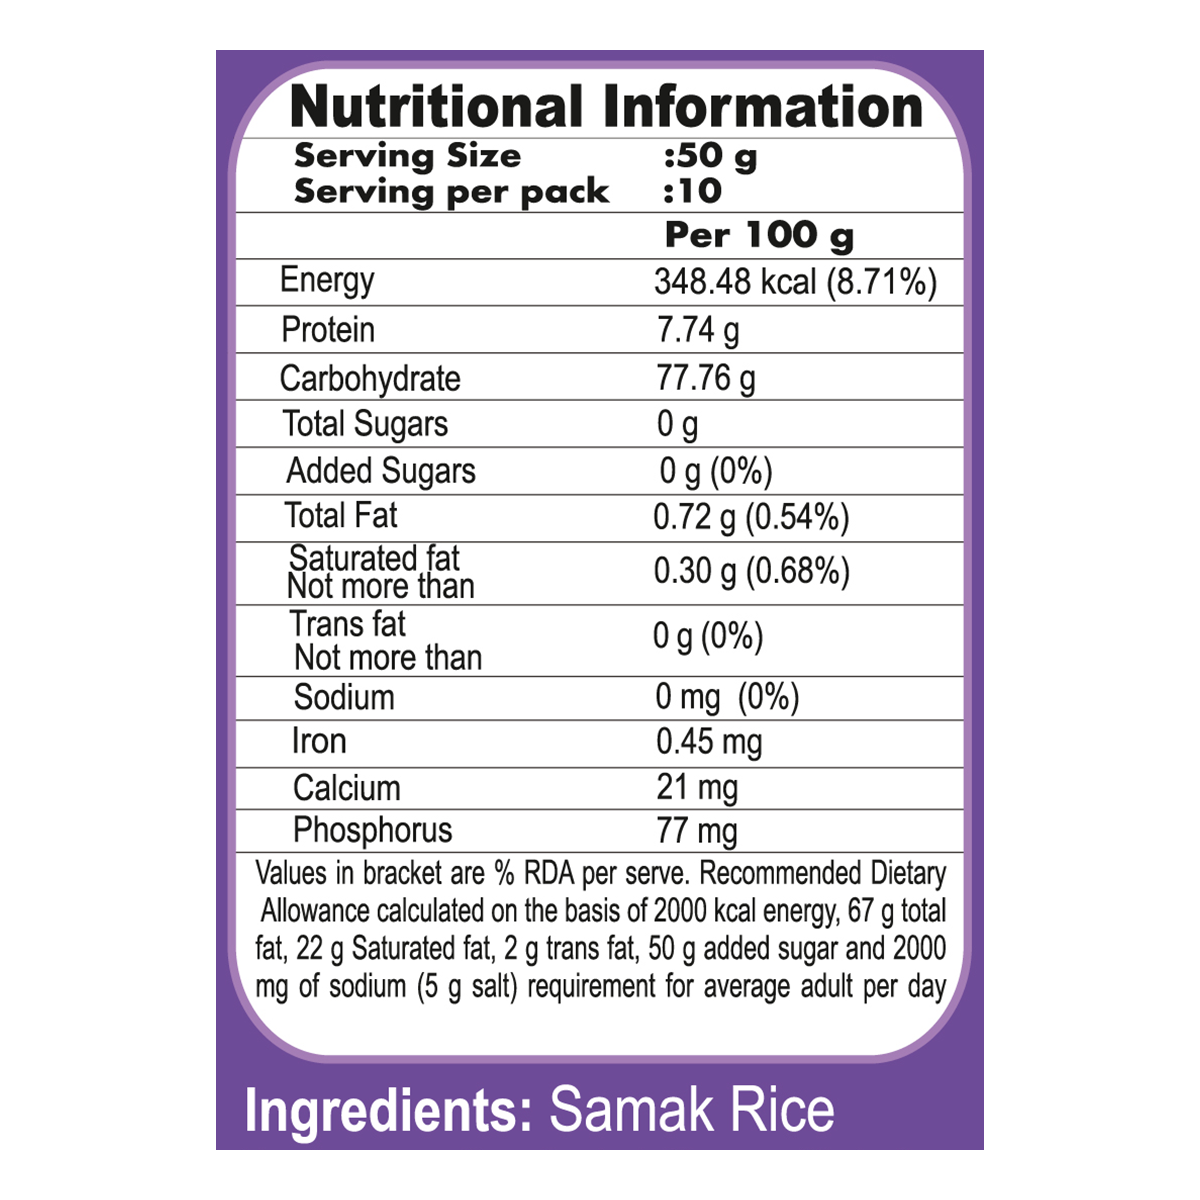 Nutritional Information
Serving Size :50 g
Serving per pack :10
Per 100 g
Energy 348.48 kcal (8.71%)
Protein 7.74 g
Carbohydrate 77.76 g
Total Sugars 0 g
Added Sugars 0 g (0%)
Total Fat 0.72 g (0.54%)
Saturated fat
Not more than 0.30 g (0.68%)
Trans fat
Not more than 0 g (0%)
Sodium 0 mg (0%)
Iron 0.45 mg
Calcium 21 mg
Phosphorus 77 mg
Values in bracket are % RDA per serve. Recommended Dietary
Allowance calculated on the basis of 2000 kcal energy, 67 g total
fat, 22 g Saturated fat, 2 g trans fat, 50 g added sugar and 2000
mg of sodium (5 g salt) requirement for average adult per day
Ingredients: Samak Rice